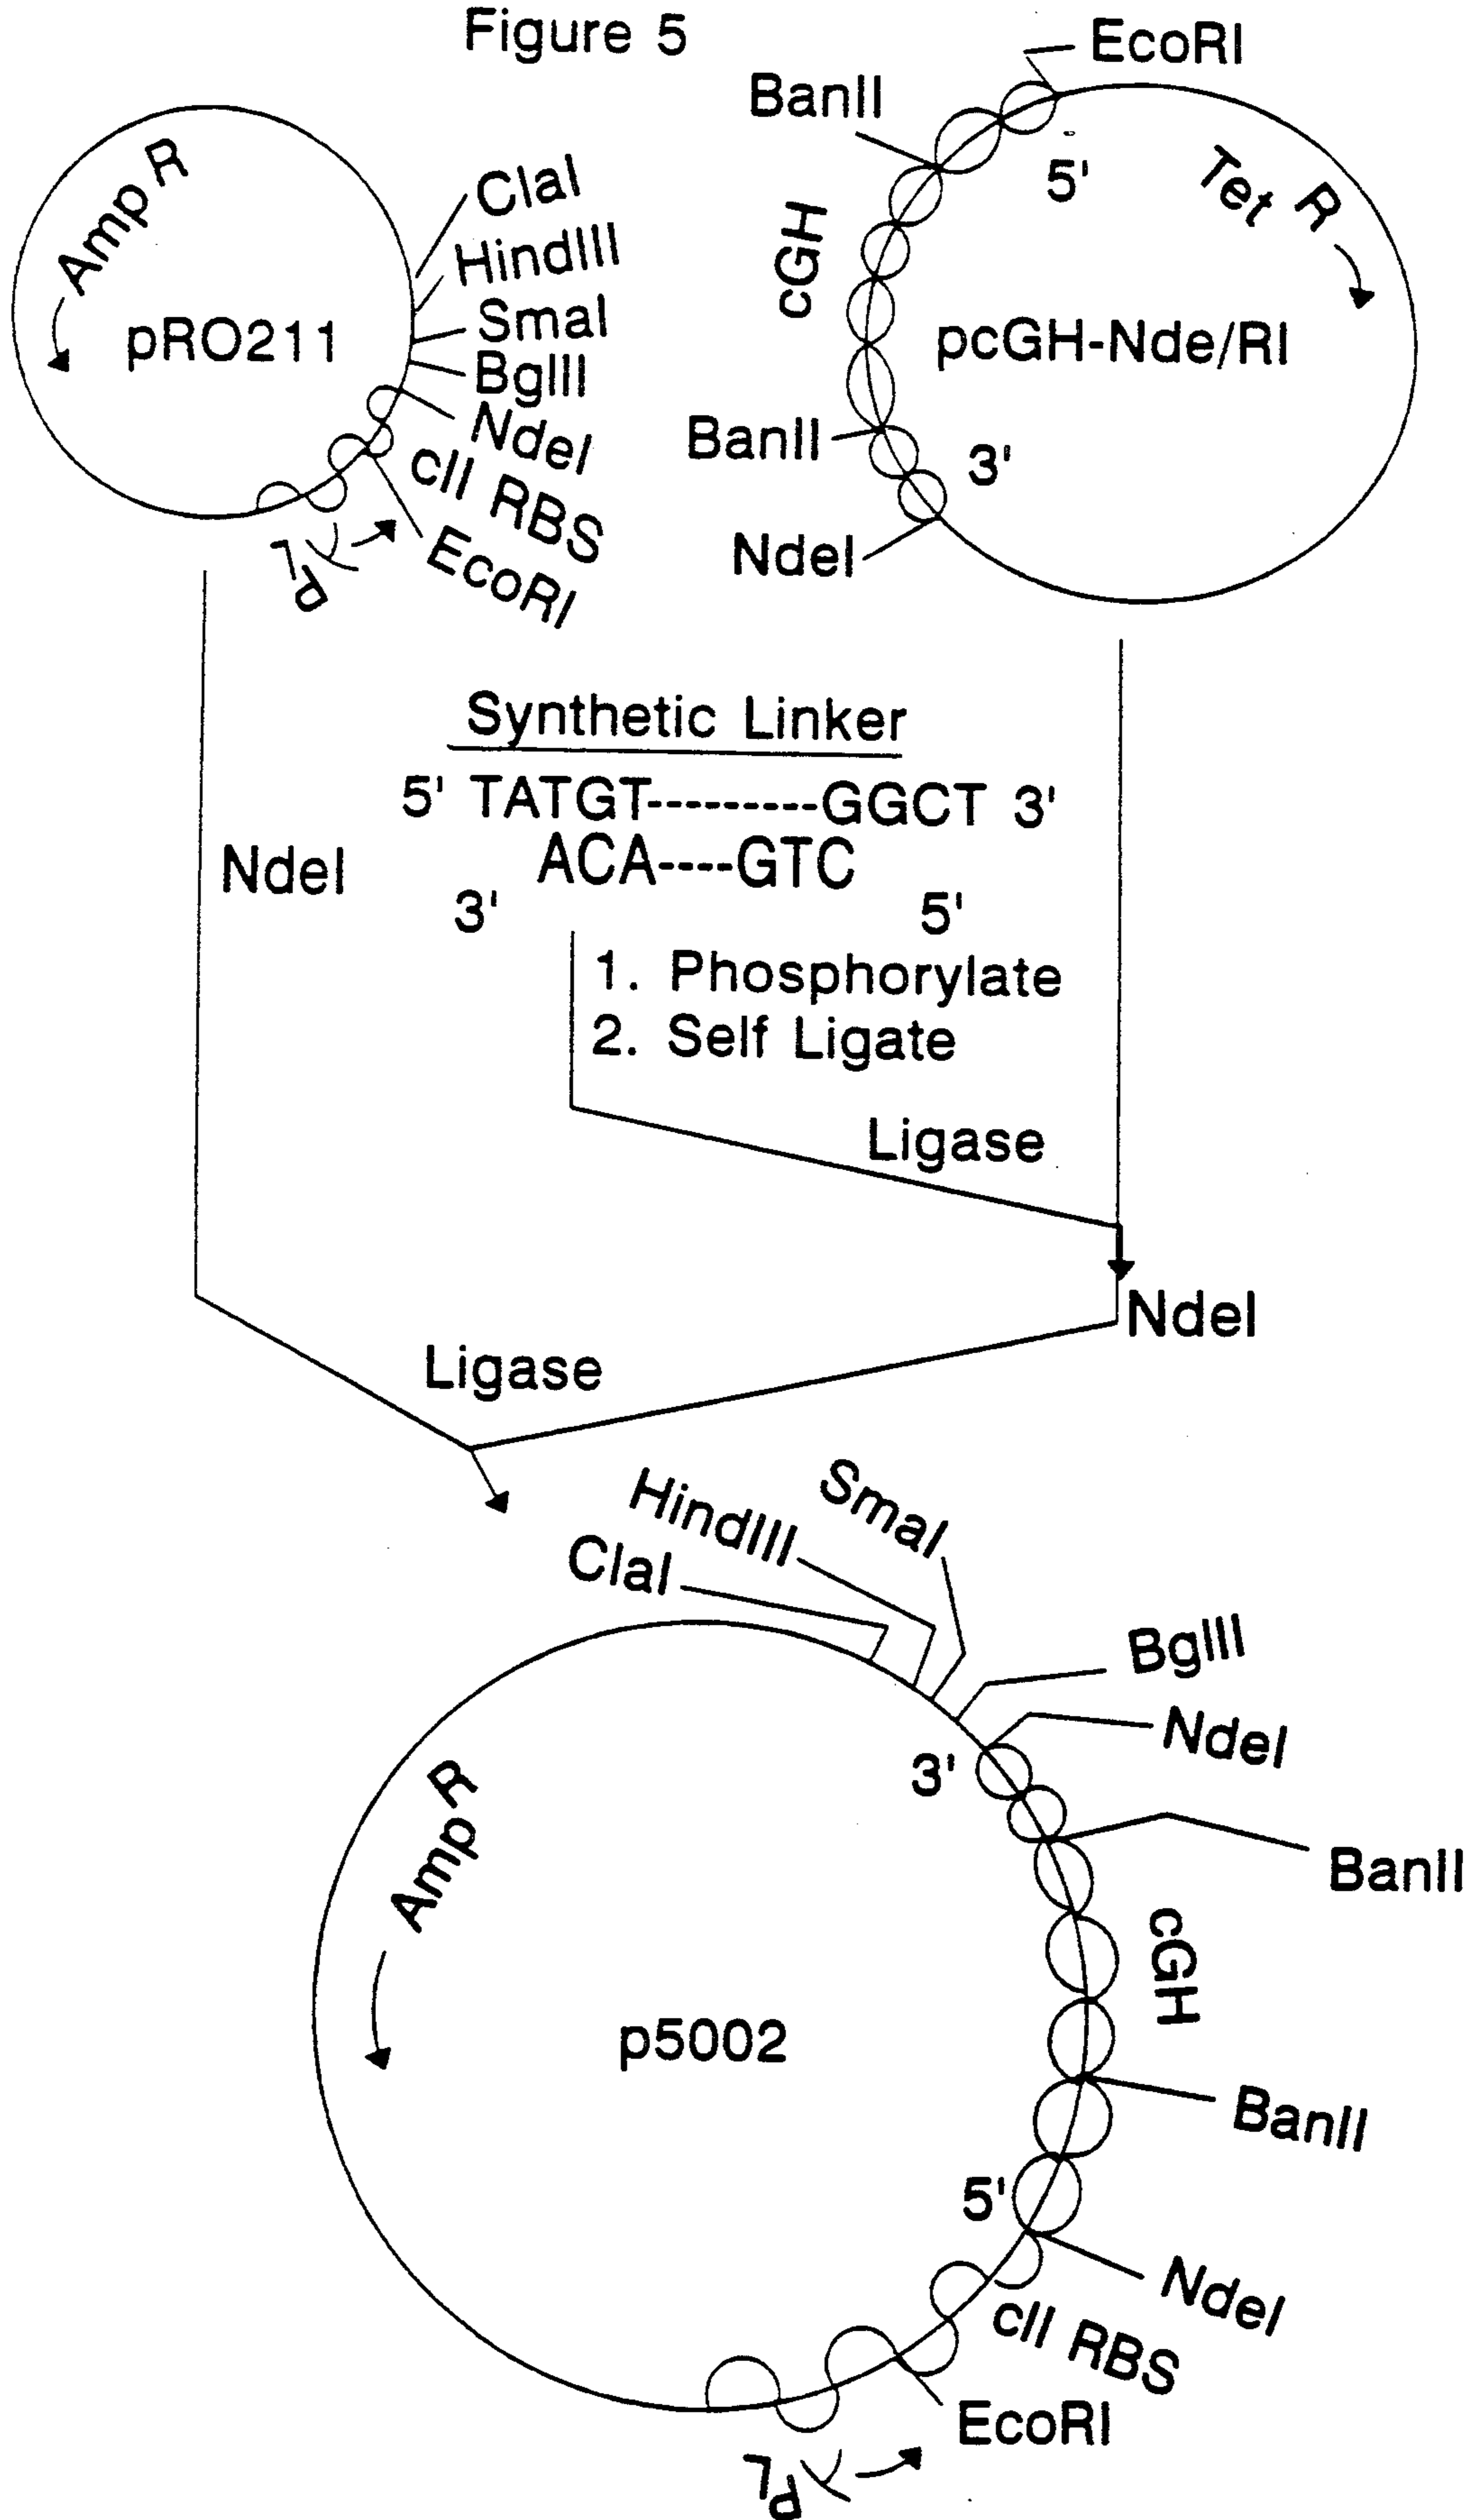 Figure 5
EcoRI
BanII
5'
Tet R
Amp R
ClaI
HindIII
SmaI
BglII
NdeI
cII RBS
EcoRI
PL
pRO211
cGH
pcGH-Nde/RI
BanII
3'
NdeI
Synthetic Linker
5' TATGT---------GGCT 3'
ACA----GTC
3' 5'
NdeI
1. Phosphorylate
2. Self Ligate
Ligase
NdeI
Ligase
HindIII
SmaI
ClaI
BglII
NdeI
3'
BanII
Amp R
cGH
p5002
BanII
5'
NdeI
cII RBS
EcoRI
PL